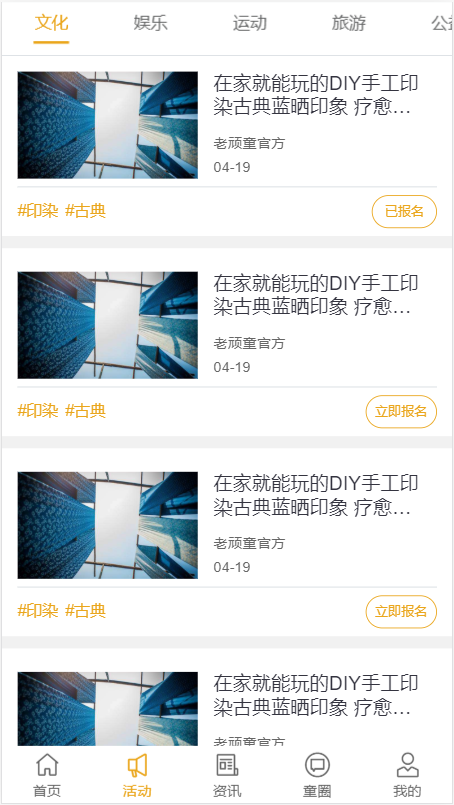 文化 娱乐 运动 旅游 公
在家就能玩的DIY手工印
染古典蓝晒印象 疗愈...
老顽童官方
04-19
#印染 #古典 已报名
在家就能玩的DIY手工印
染古典蓝晒印象 疗愈...
老顽童官方
04-19
#印染 #古典 立即报名
在家就能玩的DIY手工印
染古典蓝晒印象 疗愈...
老顽童官方
04-19
#印染 #古典 立即报名
在家就能玩的DIY手工印
染古典蓝晒印象 疗愈...
老顽童官方
首页 活动 资讯 童圈 我的